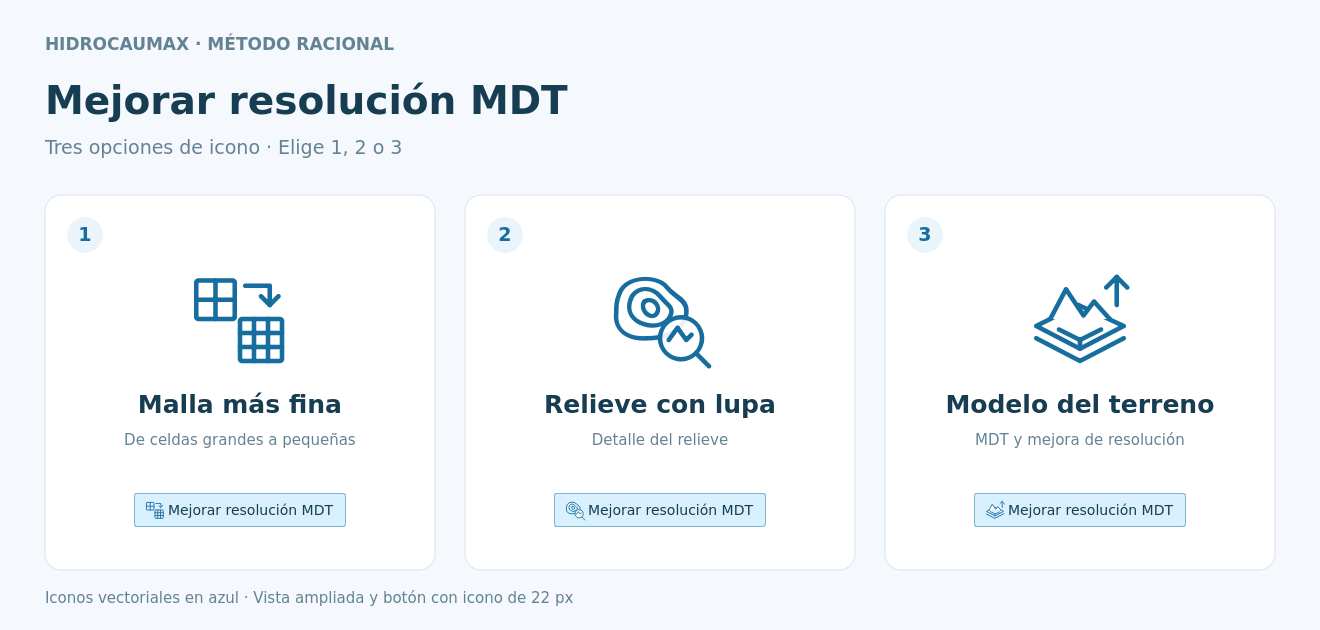 HIDROCAUMAX · MÉTODO RACIONAL
Mejorar resolución MDT
Tres opciones de icono · Elige 1, 2 o 3
1
Malla más fina
De celdas grandes a pequeñas
Mejorar resolución MDT
2
Relieve con lupa
Detalle del relieve
Mejorar resolución MDT
3
Modelo del terreno
MDT y mejora de resolución
Mejorar resolución MDT
Iconos vectoriales en azul · Vista ampliada y botón con icono de 22 px